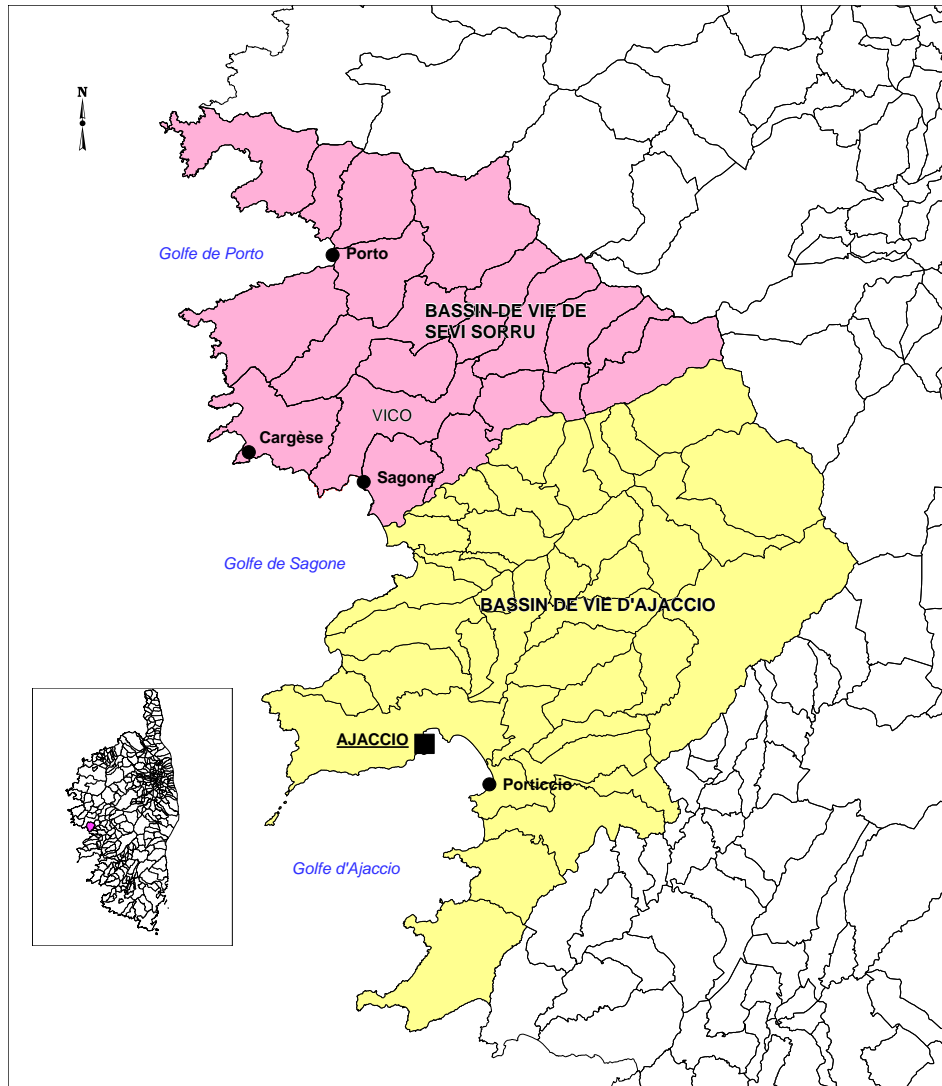 N
Golfe de Porto
Porto
BASSIN DE VIE DE
SEVI SORRU
VICO
Cargèse
Sagone
Golfe de Sagone
BASSIN DE VIE D'AJACCIO
AJACCIO
Porticcio
Golfe d'Ajaccio